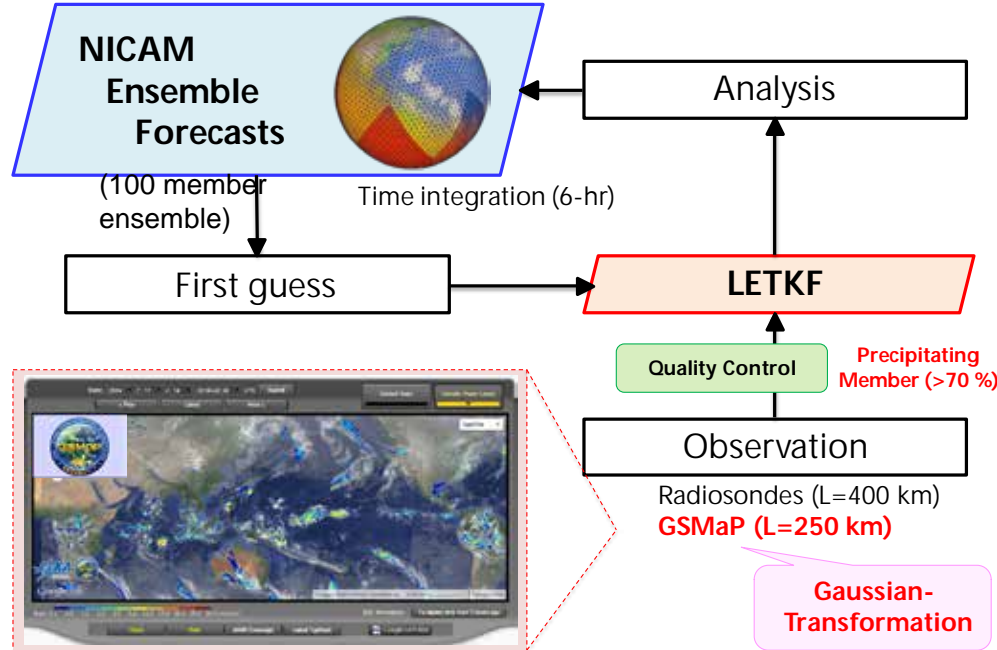 NICAM
Ensemble
Forecasts
(100 member
ensemble)
Time integration (6-hr)
Analysis
First guess
LETKF
Quality Control
Precipitating
Member (>70 %)
Observation
Radiosondes (L=400 km)
GSMaP (L=250 km)
Gaussian-
Transformation
GSMaP